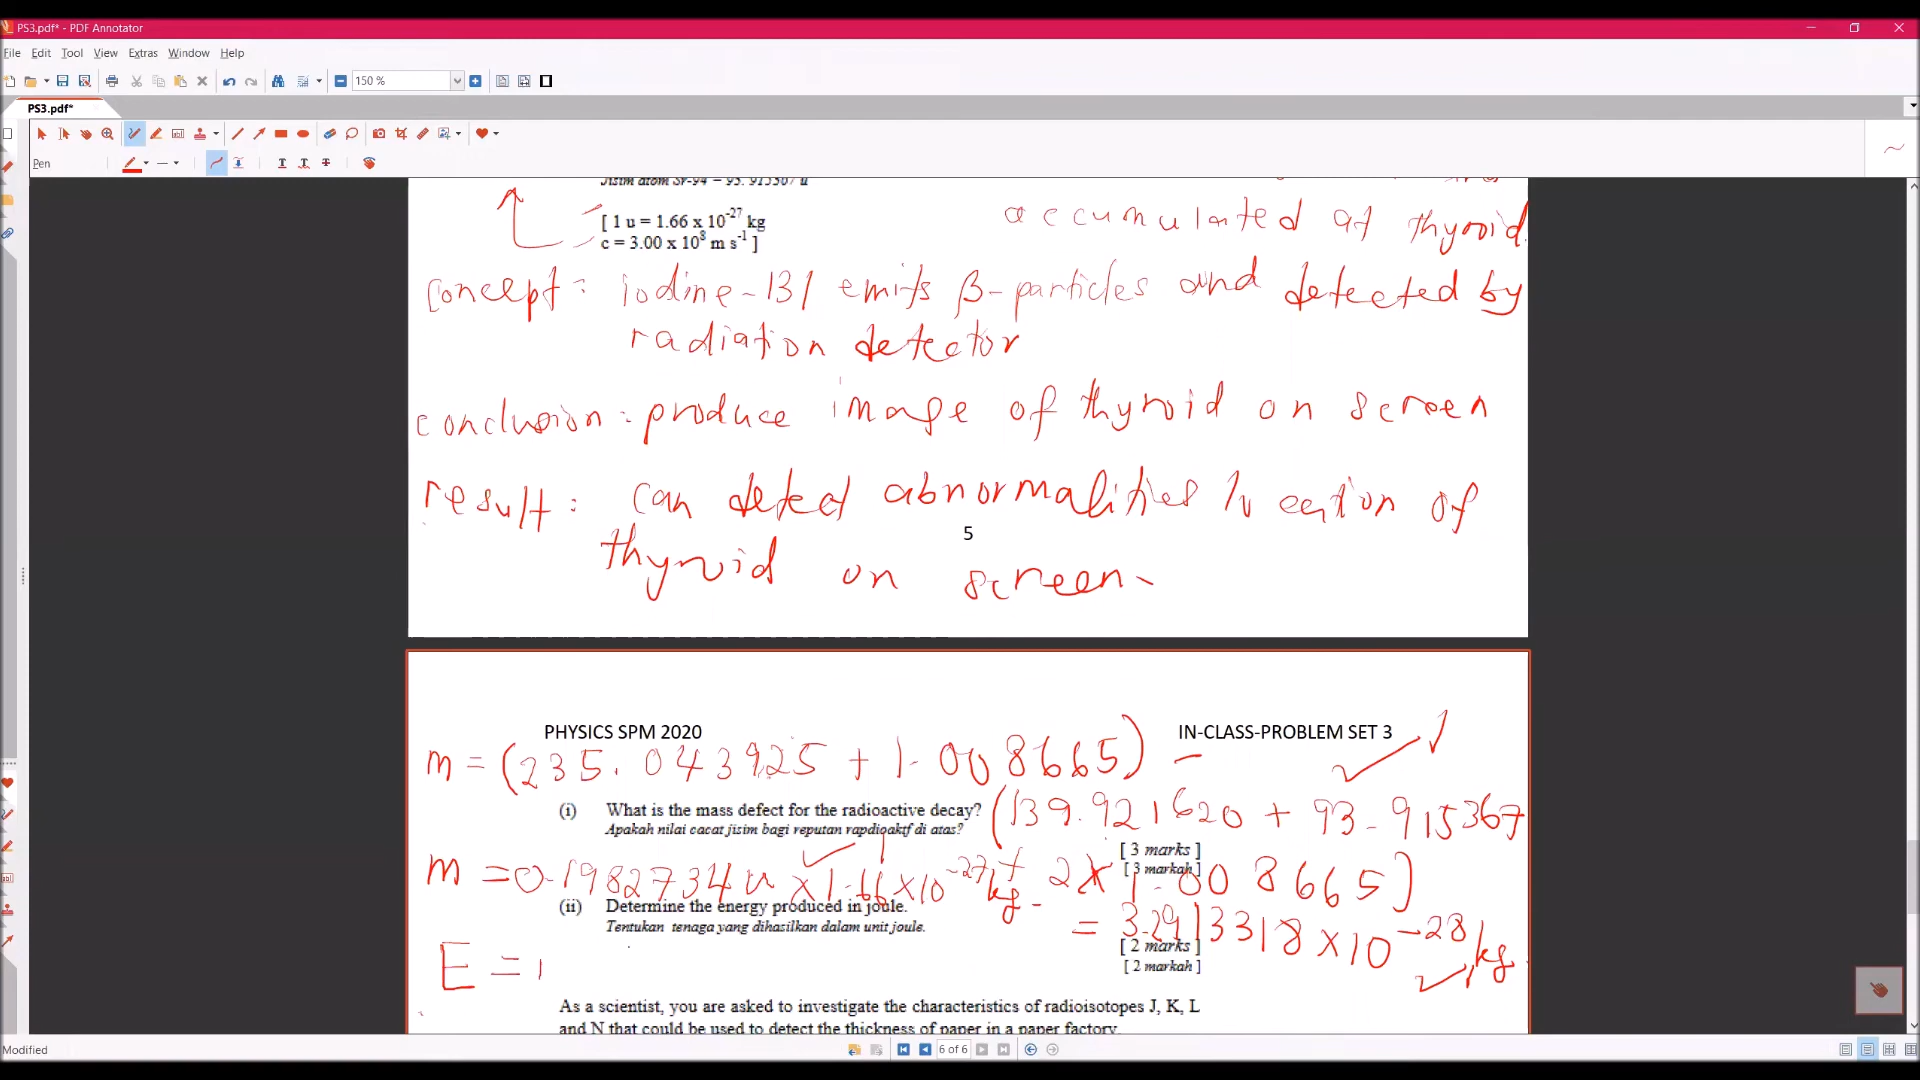 PS3.pdf* - PDF Annotator
File Edit Tool View Extras Window Help
150 %
PS3.pdf*
Pen
Jisim atom Sr-94 = 93. 915367 u
[ 1 u = 1.66 x 10⁻²⁷ kg
c = 3.00 x 10⁸ m s⁻¹ ]
accumulated at thyroid.
concept : iodine-131 emits β-particles and detected by
radiation detector
conclusion : produce image of thyroid on screen
result : can detect abnormalities of
5
thyroid on screen
PHYSICS SPM 2020 IN-CLASS-PROBLEM SET 3
m = (235.043925 + 1.008665) -
(i) What is the mass defect for the radioactive decay?
(139.921620 + 93.915367
Apakah nilai cacat jisim bagi reputan rapdioaktf di atas?
[ 3 marks ]
[ 3 markah ]
+ 2 x 1.008665)
m = 0.1982734 u x 1.66 x 10⁻²⁷ kg
(ii) Determine the energy produced in joule.
Tentukan tenaga yang dihasilkan dalam unit joule.
= 3.2913318 x 10⁻²⁸ kg
[ 2 marks ]
[ 2 markah ]
E =
As a scientist, you are asked to investigate the characteristics of radioisotopes J, K, L
and N that could be used to detect the thickness of paper in a paper factory.
Modified 6 of 6